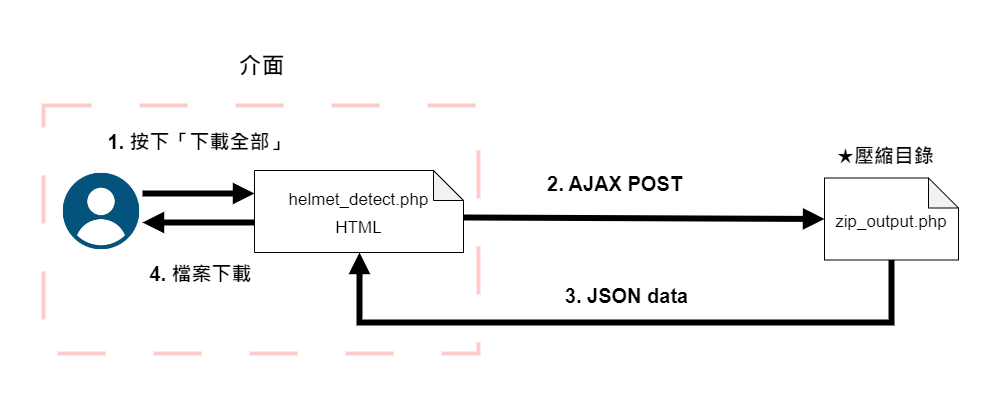 介面
1. 按下「下載全部」
★壓縮目錄
2. AJAX POST
helmet_detect.php
HTML
zip_output.php
4. 檔案下載
3. JSON data